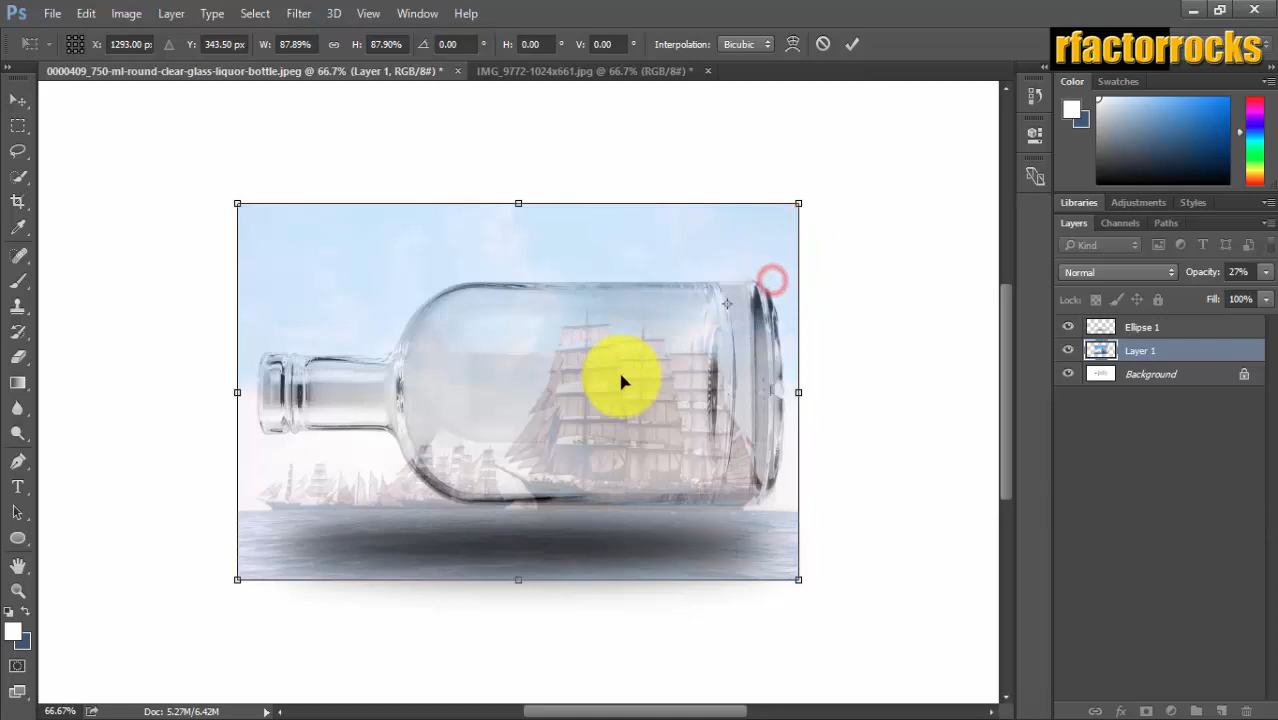 Ps File Edit Image Layer Type Select Filter 3D View Window Help
X: 1293.00 px Y: 343.50 px W: 87.89% H: 87.90% 0.00 ° H: 0.00 ° V: 0.00 ° Interpolation: Bicubic
rfactorrocks
0000409_750-ml-round-clear-glass-liquor-bottle.jpeg @ 66.7% (Layer 1, RGB/8#) * × IMG_9772-1024x661.jpg @ 66.7% (RGB/8#) * ×
Color Swatches
Libraries Adjustments Styles
Layers Channels Paths
Kind
Normal Opacity: 27%
Lock: Fill: 100%
Ellipse 1
Layer 1
Background
66.67% Doc: 5.27M/6.42M